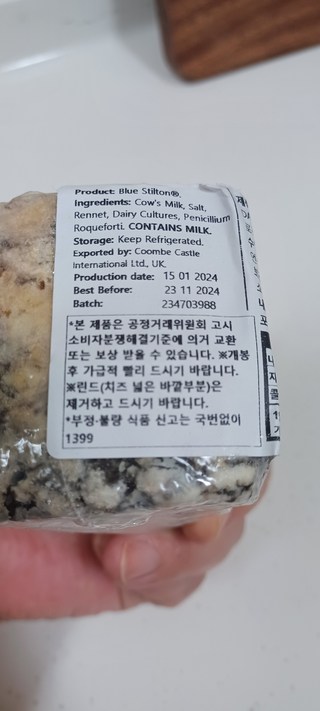 Product: Blue Stilton®.
Ingredients: Cow's Milk, Salt,
Rennet, Dairy Cultures, Penicillium
Roqueforti. CONTAINS MILK.
Storage: Keep Refrigerated.
Exported by: Coombe Castle
International Ltd., UK.
Production date: 15 01 2024
Best Before: 23 11 2024
Batch: 234703988
*본 제품은 공정거래위원회 고시
소비자분쟁해결기준에 의거 교환
또는 보상 받을 수 있습니다. ※개봉
후 가급적 빨리 드시기 바랍니다.
※린드(치즈 넓은 바깥부분)은
제거하고 드시기 바랍니다.
*부정·불량 식품 신고는 국번없이
1399